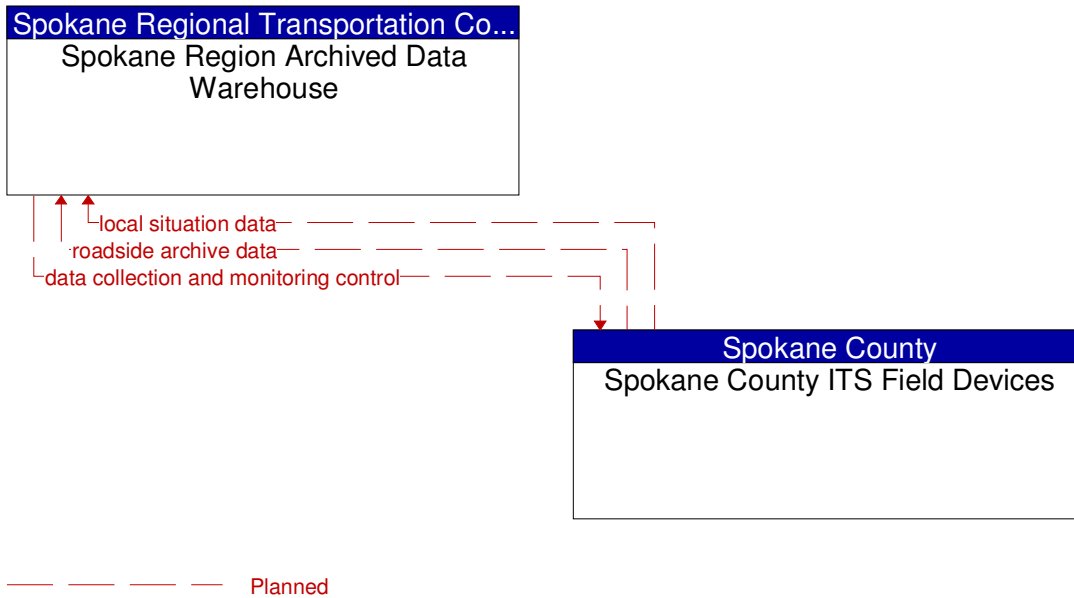 Spokane Regional Transportation Co...
Spokane Region Archived Data
Warehouse
local situation data
roadside archive data
data collection and monitoring control
Spokane County
Spokane County ITS Field Devices
Planned